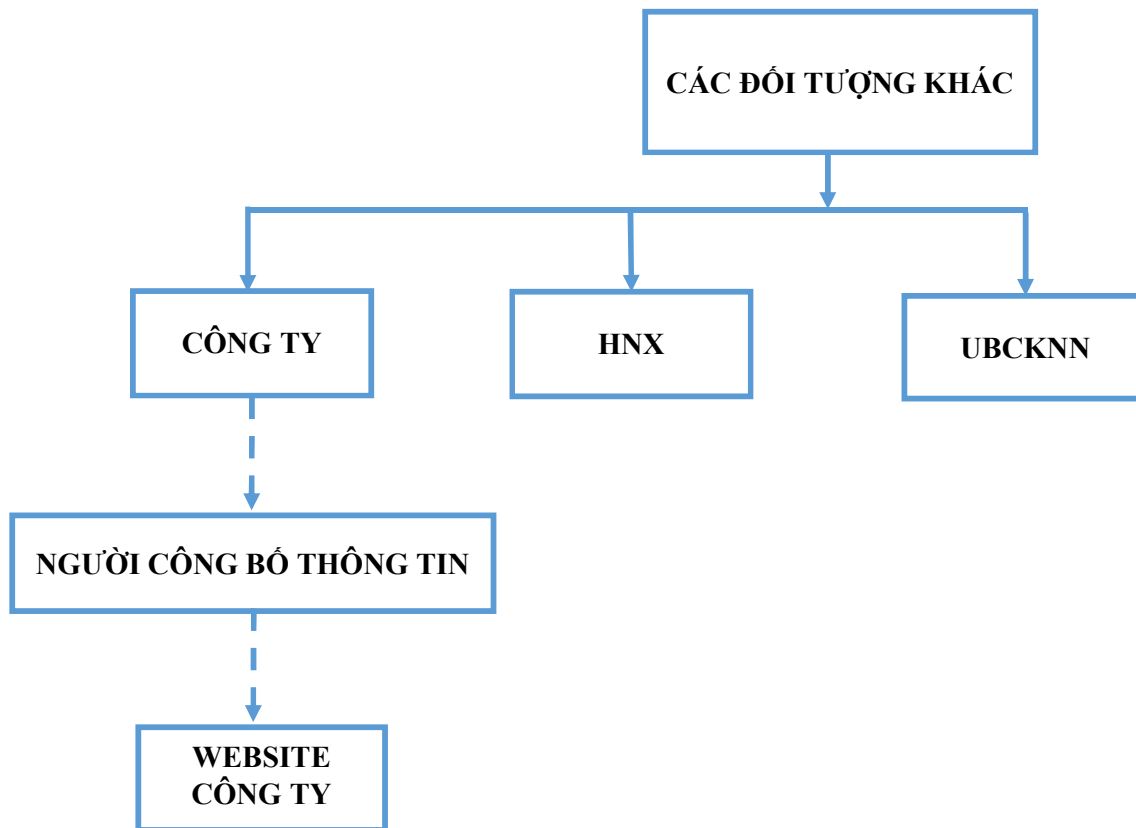 CÁC ĐỐI TƯỢNG KHÁC
CÔNG TY
HNX
UBCKNN
NGƯỜI CÔNG BỐ THÔNG TIN
WEBSITE
CÔNG TY